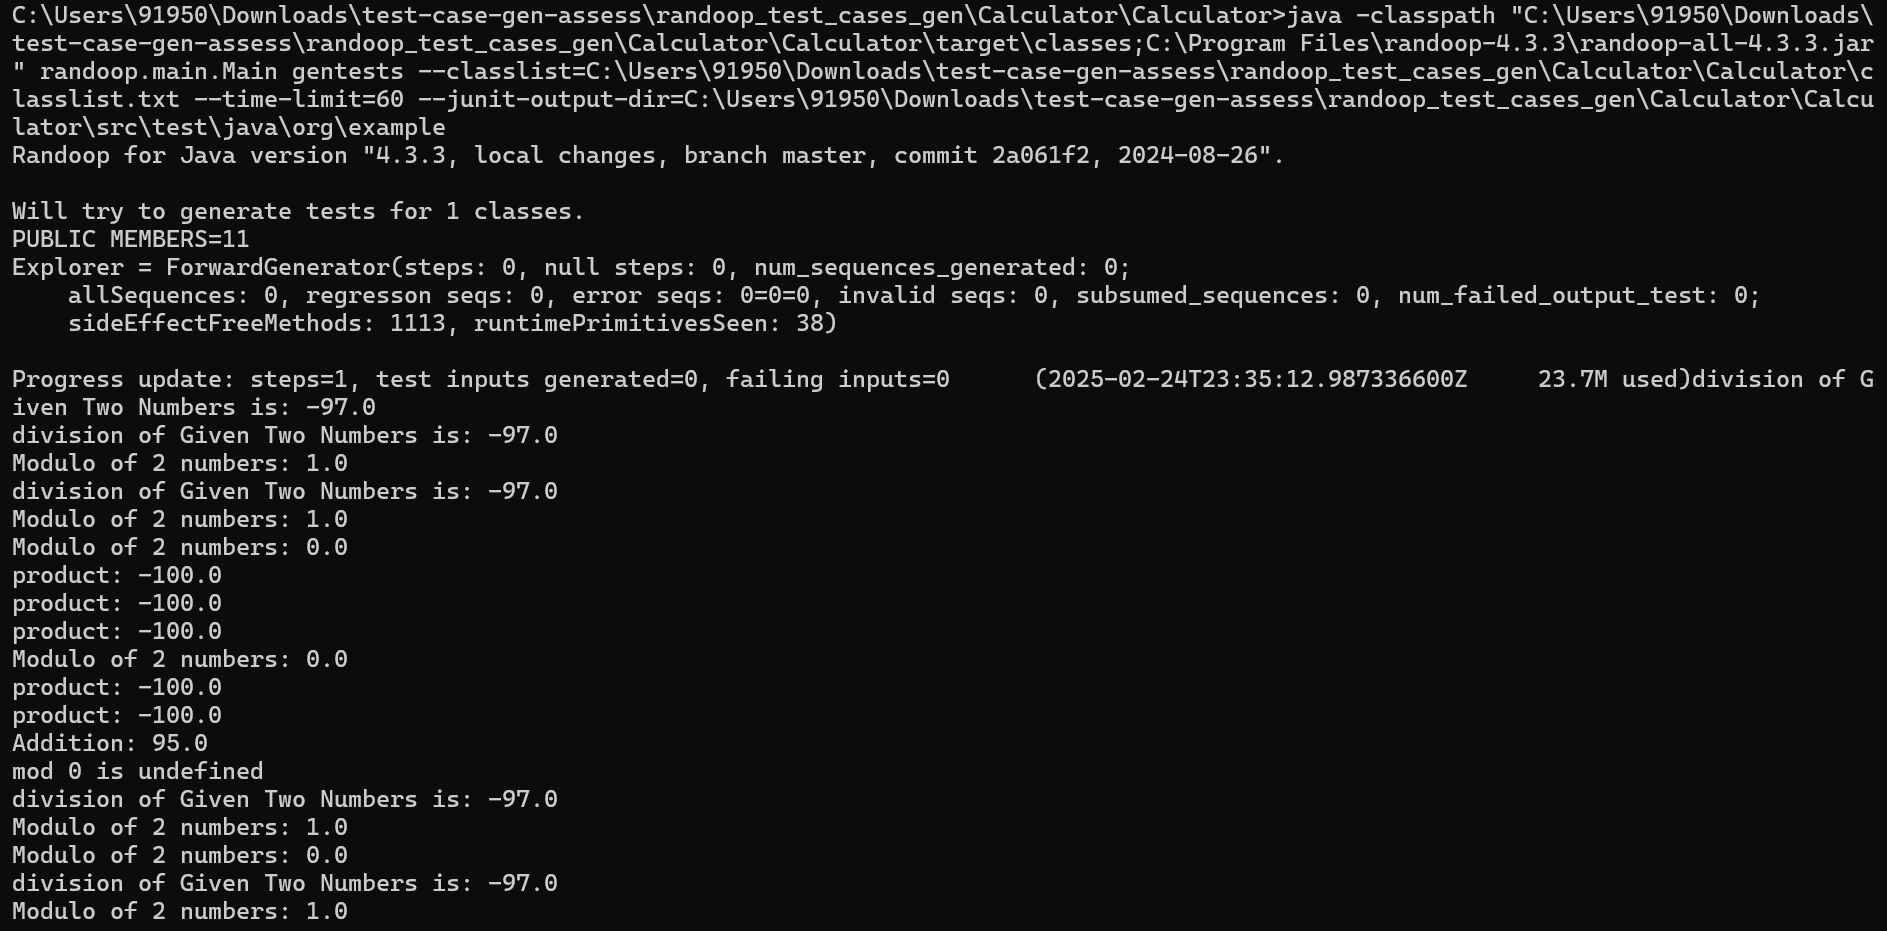 C:\Users\91950\Downloads\test-case-gen-assess\randoop_test_cases_gen\Calculator\Calculator>java -classpath "C:\Users\91950\Downloads\
test-case-gen-assess\randoop_test_cases_gen\Calculator\Calculator\target\classes;C:\Program Files\randoop-4.3.3\randoop-all-4.3.3.jar
" randoop.main.Main gentests --classlist=C:\Users\91950\Downloads\test-case-gen-assess\randoop_test_cases_gen\Calculator\Calculator\c
lasslist.txt --time-limit=60 --junit-output-dir=C:\Users\91950\Downloads\test-case-gen-assess\randoop_test_cases_gen\Calculator\Calcu
lator\src\test\java\org\example
Randoop for Java version "4.3.3, local changes, branch master, commit 2a061f2, 2024-08-26".

Will try to generate tests for 1 classes.
PUBLIC MEMBERS=11
Explorer = ForwardGenerator(steps: 0, null steps: 0, num_sequences_generated: 0;
    allSequences: 0, regresson seqs: 0, error seqs: 0=0=0, invalid seqs: 0, subsumed_sequences: 0, num_failed_output_test: 0;
    sideEffectFreeMethods: 1113, runtimePrimitivesSeen: 38)

Progress update: steps=1, test inputs generated=0, failing inputs=0      (2025-02-24T23:35:12.987336600Z     23.7M used)division of G
iven Two Numbers is: -97.0
division of Given Two Numbers is: -97.0
Modulo of 2 numbers: 1.0
division of Given Two Numbers is: -97.0
Modulo of 2 numbers: 1.0
Modulo of 2 numbers: 0.0
product: -100.0
product: -100.0
product: -100.0
Modulo of 2 numbers: 0.0
product: -100.0
product: -100.0
Addition: 95.0
mod 0 is undefined
division of Given Two Numbers is: -97.0
Modulo of 2 numbers: 1.0
Modulo of 2 numbers: 0.0
division of Given Two Numbers is: -97.0
Modulo of 2 numbers: 1.0